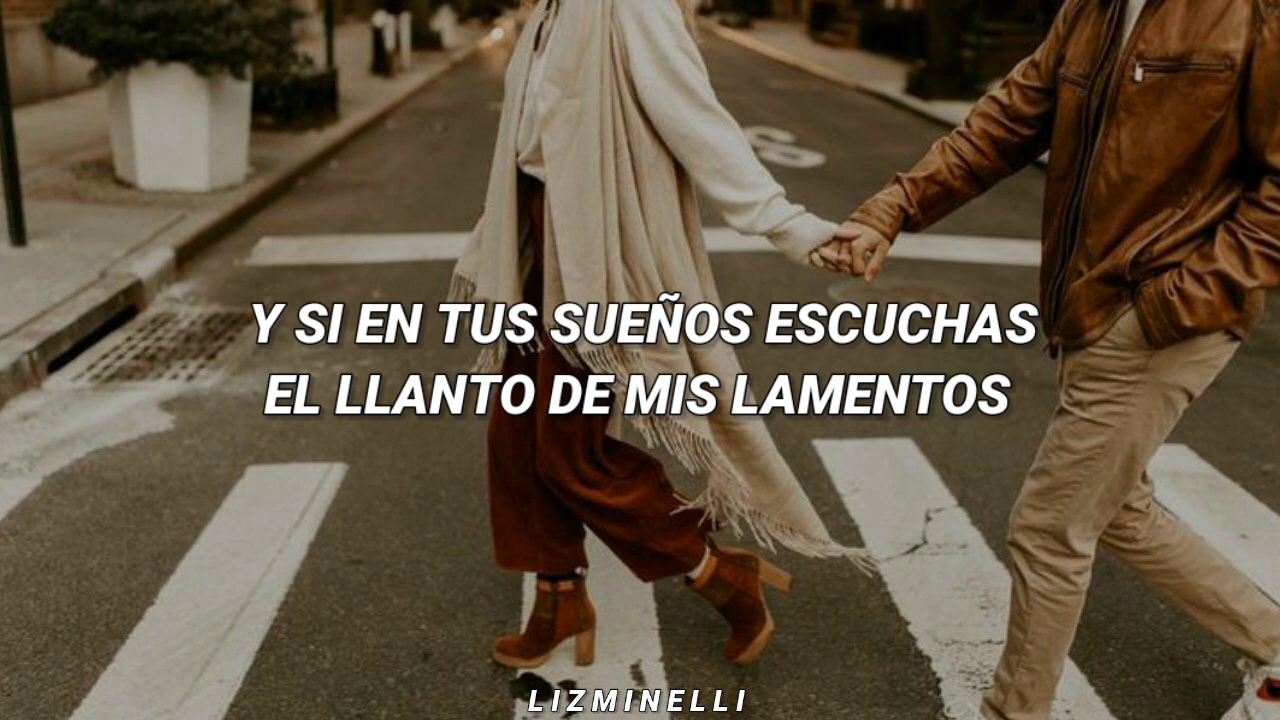 Y SI EN TUS SUEÑOS ESCUCHAS
EL LLANTO DE MIS LAMENTOS
LIZMINELLI